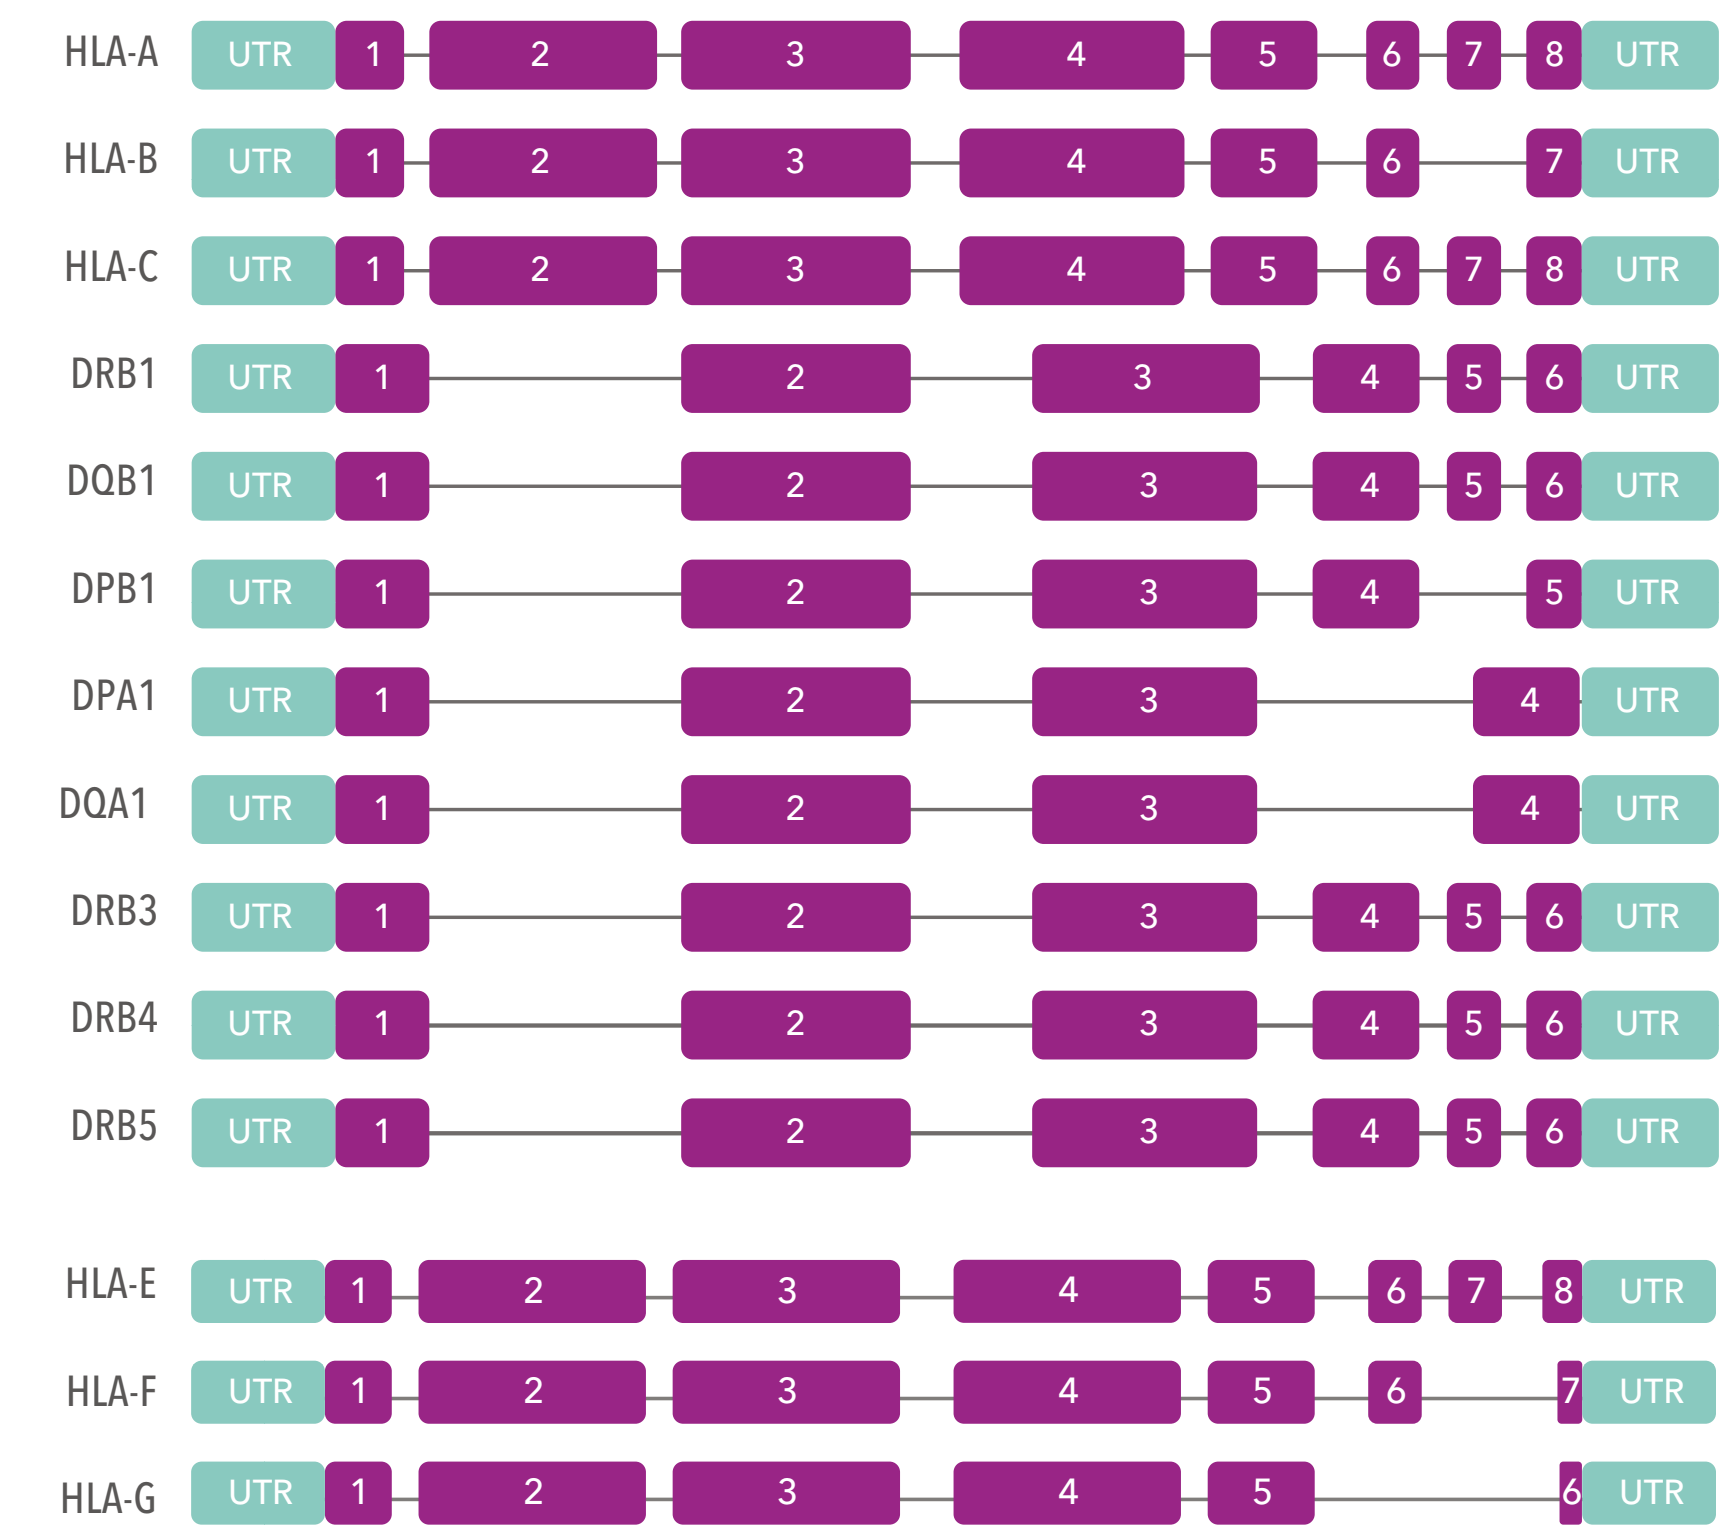 HLA-A UTR 1 2 3 4 5 6 7 8 UTR
HLA-B UTR 1 2 3 4 5 6 7 UTR
HLA-C UTR 1 2 3 4 5 6 7 8 UTR
DRB1 UTR 1 2 3 4 5 6 UTR
DQB1 UTR 1 2 3 4 5 6 UTR
DPB1 UTR 1 2 3 4 5 UTR
DPA1 UTR 1 2 3 4 UTR
DQA1 UTR 1 2 3 4 UTR
DRB3 UTR 1 2 3 4 5 6 UTR
DRB4 UTR 1 2 3 4 5 6 UTR
DRB5 UTR 1 2 3 4 5 6 UTR
HLA-E UTR 1 2 3 4 5 6 7 8 UTR
HLA-F UTR 1 2 3 4 5 6 7 UTR
HLA-G UTR 1 2 3 4 5 6 UTR